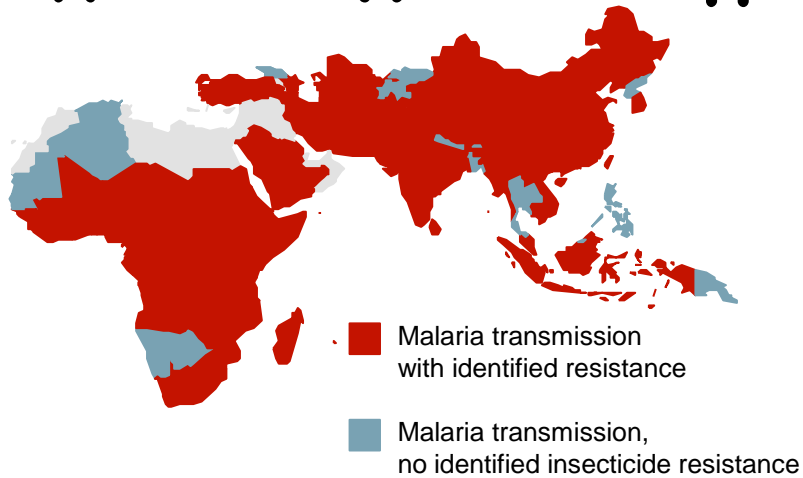 Malaria transmission
with identified resistance
Malaria transmission,
no identified insecticide resistance